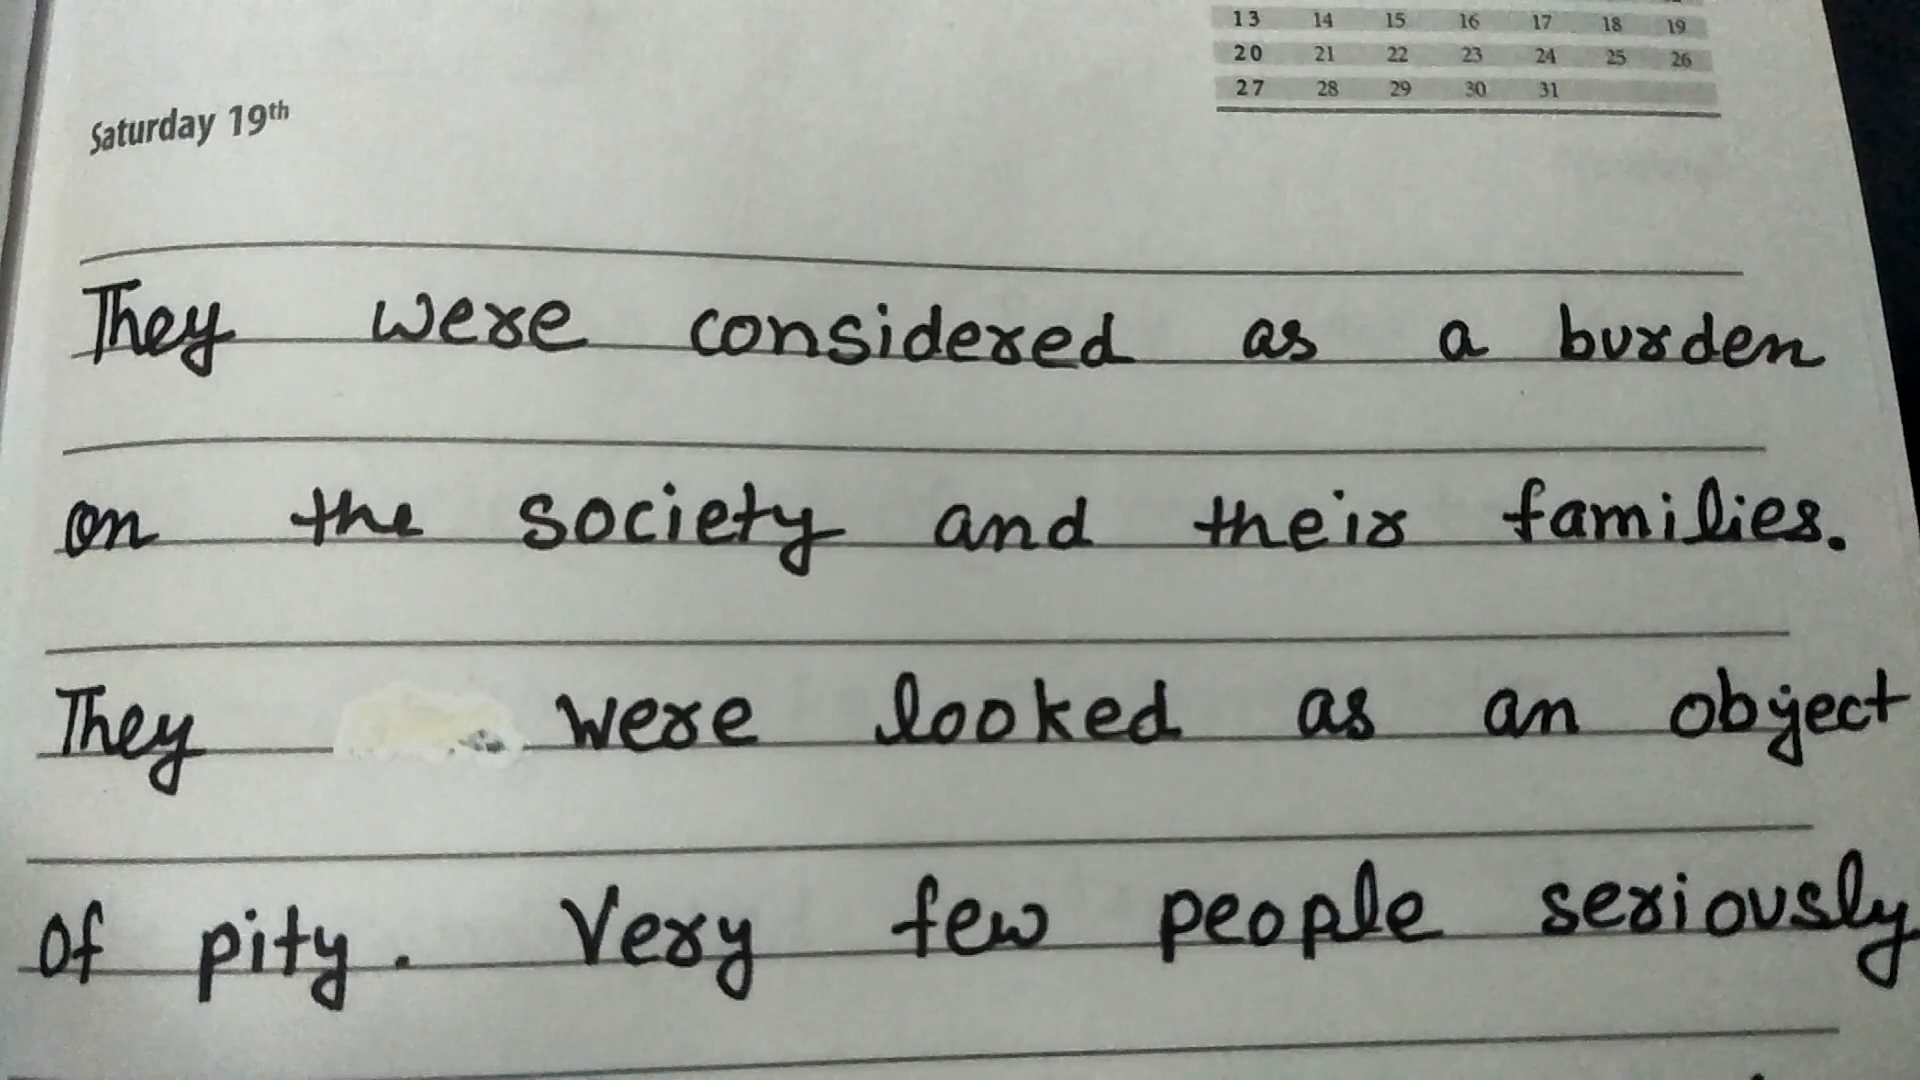 13 14 15 16 17 18 19
20 21 22 23 24 25 26
27 28 29 30 31
Saturday 19th
They were considered as a burden
on the society and their families.
They were looked as an object
of pity. Very few people seriously